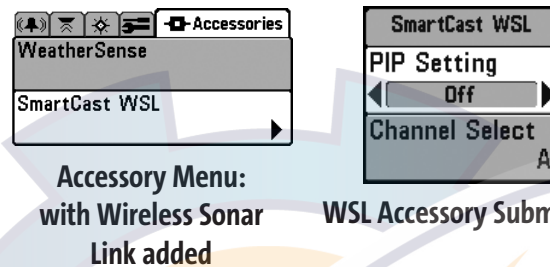 Accessories
WeatherSense
SmartCast WSL
Accessory Menu:
with Wireless Sonar
Link added
SmartCast WSL
PIP Setting
Off
Channel Select
A
WSL Accessory Subm